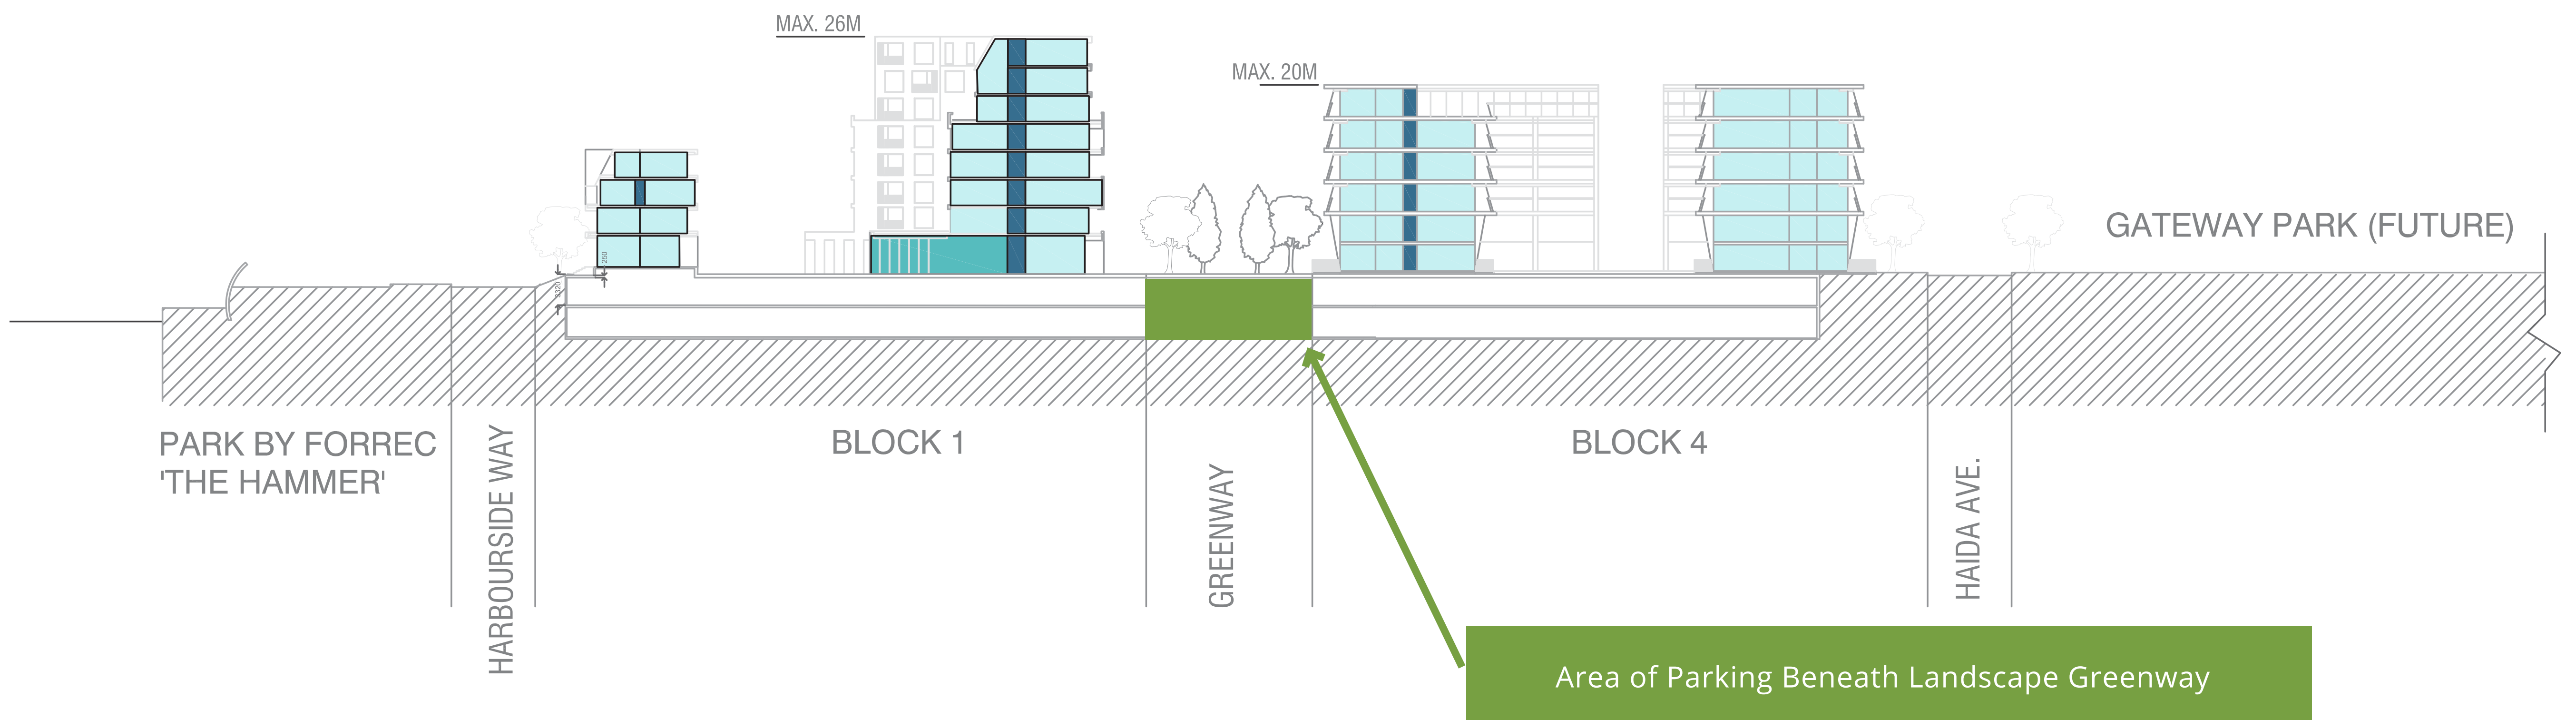 MAX. 26M
MAX. 20M
GATEWAY PARK (FUTURE)
250
PARK BY FORREC
'THE HAMMER'
HARBOURSIDE WAY
BLOCK 1
GREENWAY
BLOCK 4
HAIDA AVE.
Area of Parking Beneath Landscape Greenway